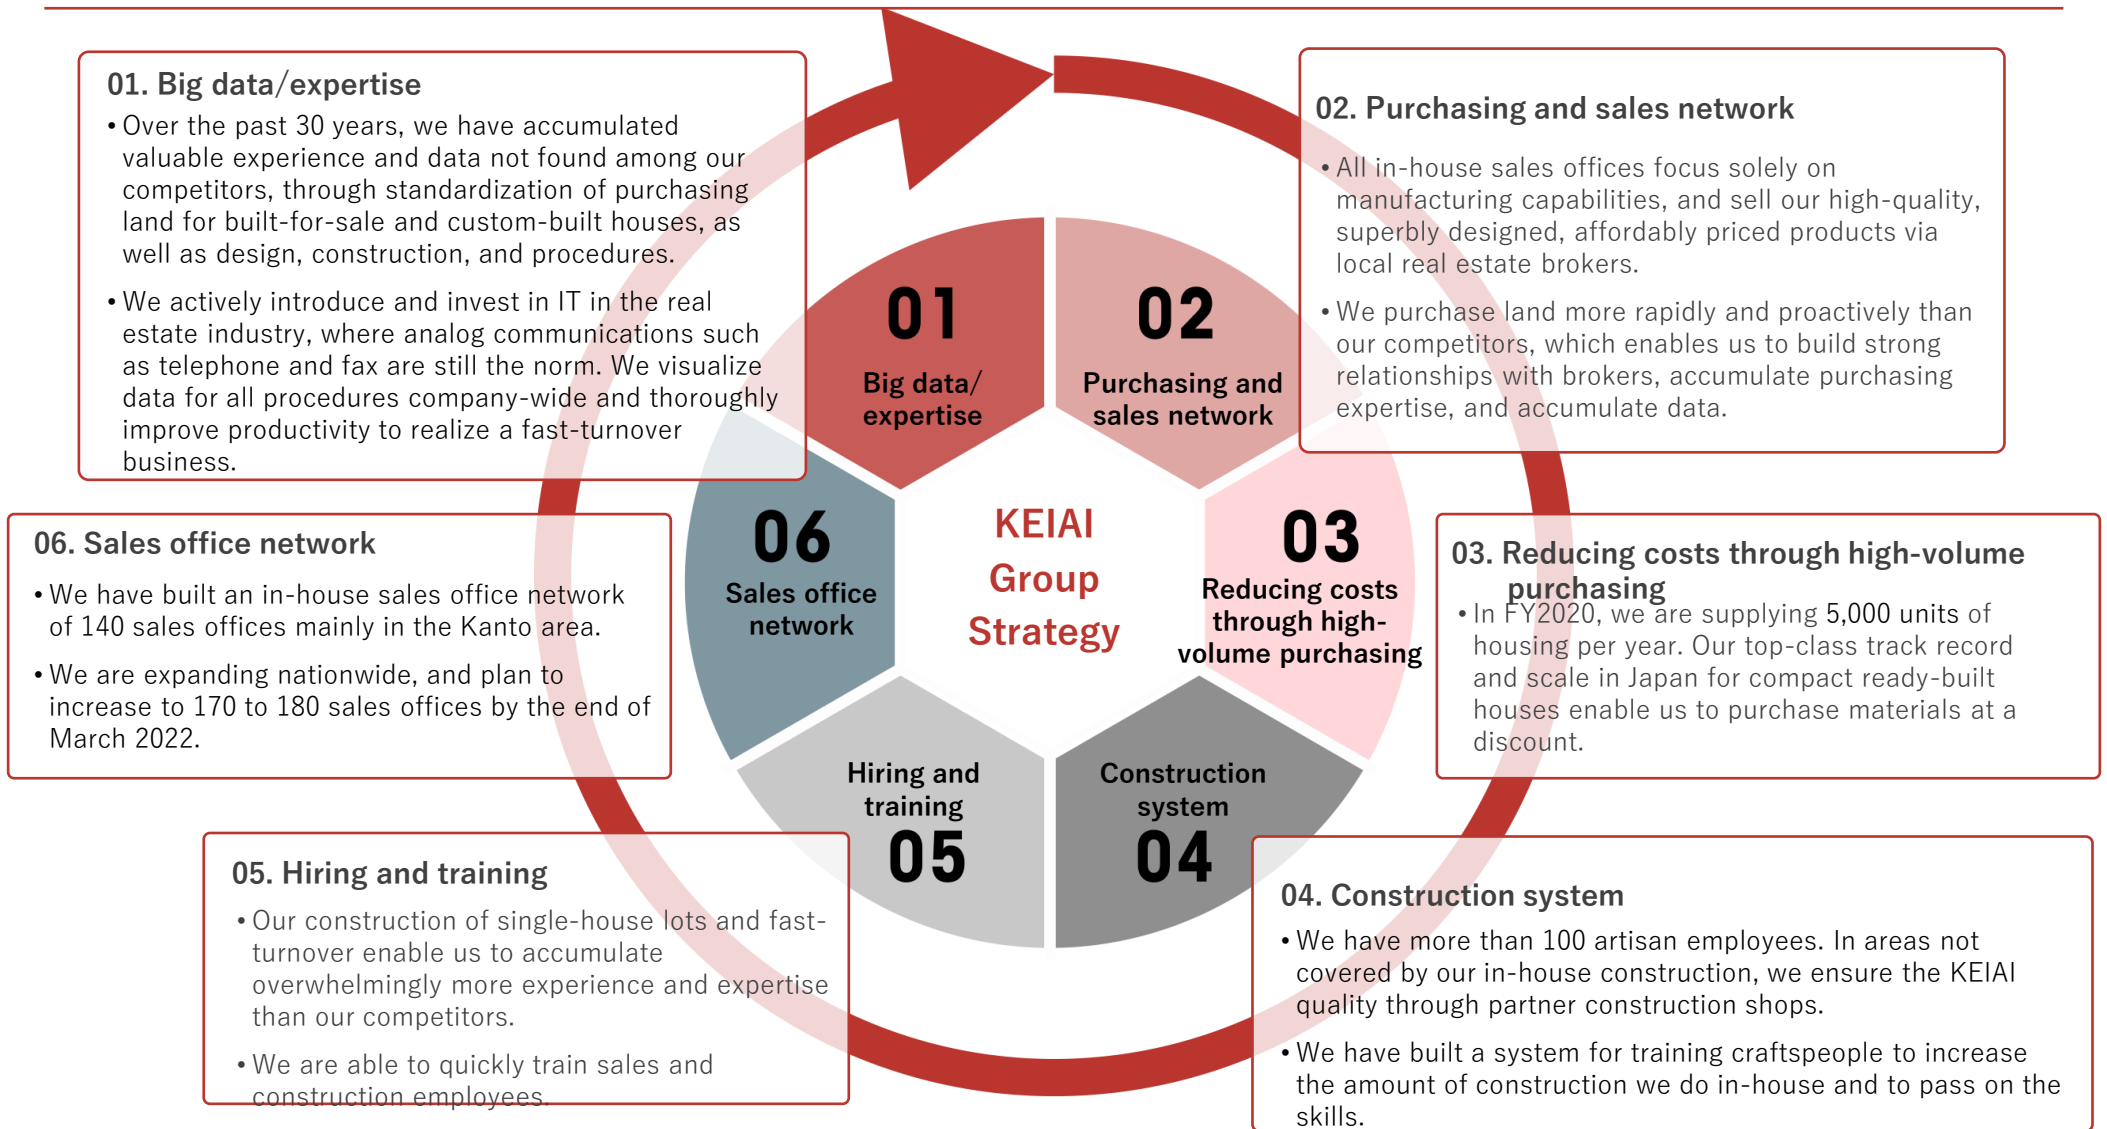 01. Big data/expertise
• Over the past 30 years, we have accumulated
valuable experience and data not found among our
competitors, through standardization of purchasing
land for built-for-sale and custom-built houses, as
well as design, construction, and procedures.
• We actively introduce and invest in IT in the real
estate industry, where analog communications such
as telephone and fax are still the norm. We visualize
data for all procedures company-wide and thoroughly
improve productivity to realize a fast-turnover
business.
02. Purchasing and sales network
• All in-house sales offices focus solely on
manufacturing capabilities, and sell our high-quality,
superbly designed, affordably priced products via
local real estate brokers.
• We purchase land more rapidly and proactively than
our competitors, which enables us to build strong
relationships with brokers, accumulate purchasing
expertise, and accumulate data.
01
Big data/
expertise
02
Purchasing and
sales network
06
Sales office
network
KEIAI
Group
Strategy
03
Reducing costs
through high-
volume purchasing
Hiring and
training
05
Construction
system
04
06. Sales office network
• We have built an in-house sales office network
of 140 sales offices mainly in the Kanto area.
• We are expanding nationwide, and plan to
increase to 170 to 180 sales offices by the end of
March 2022.
03. Reducing costs through high-volume
purchasing
• In FY2020, we are supplying 5,000 units of
housing per year. Our top-class track record
and scale in Japan for compact ready-built
houses enable us to purchase materials at a
discount.
05. Hiring and training
• Our construction of single-house lots and fast-
turnover enable us to accumulate
overwhelmingly more experience and expertise
than our competitors.
• We are able to quickly train sales and
construction employees.
04. Construction system
• We have more than 100 artisan employees. In areas not
covered by our in-house construction, we ensure the KEIAI
quality through partner construction shops.
• We have built a system for training craftspeople to increase
the amount of construction we do in-house and to pass on the
skills.